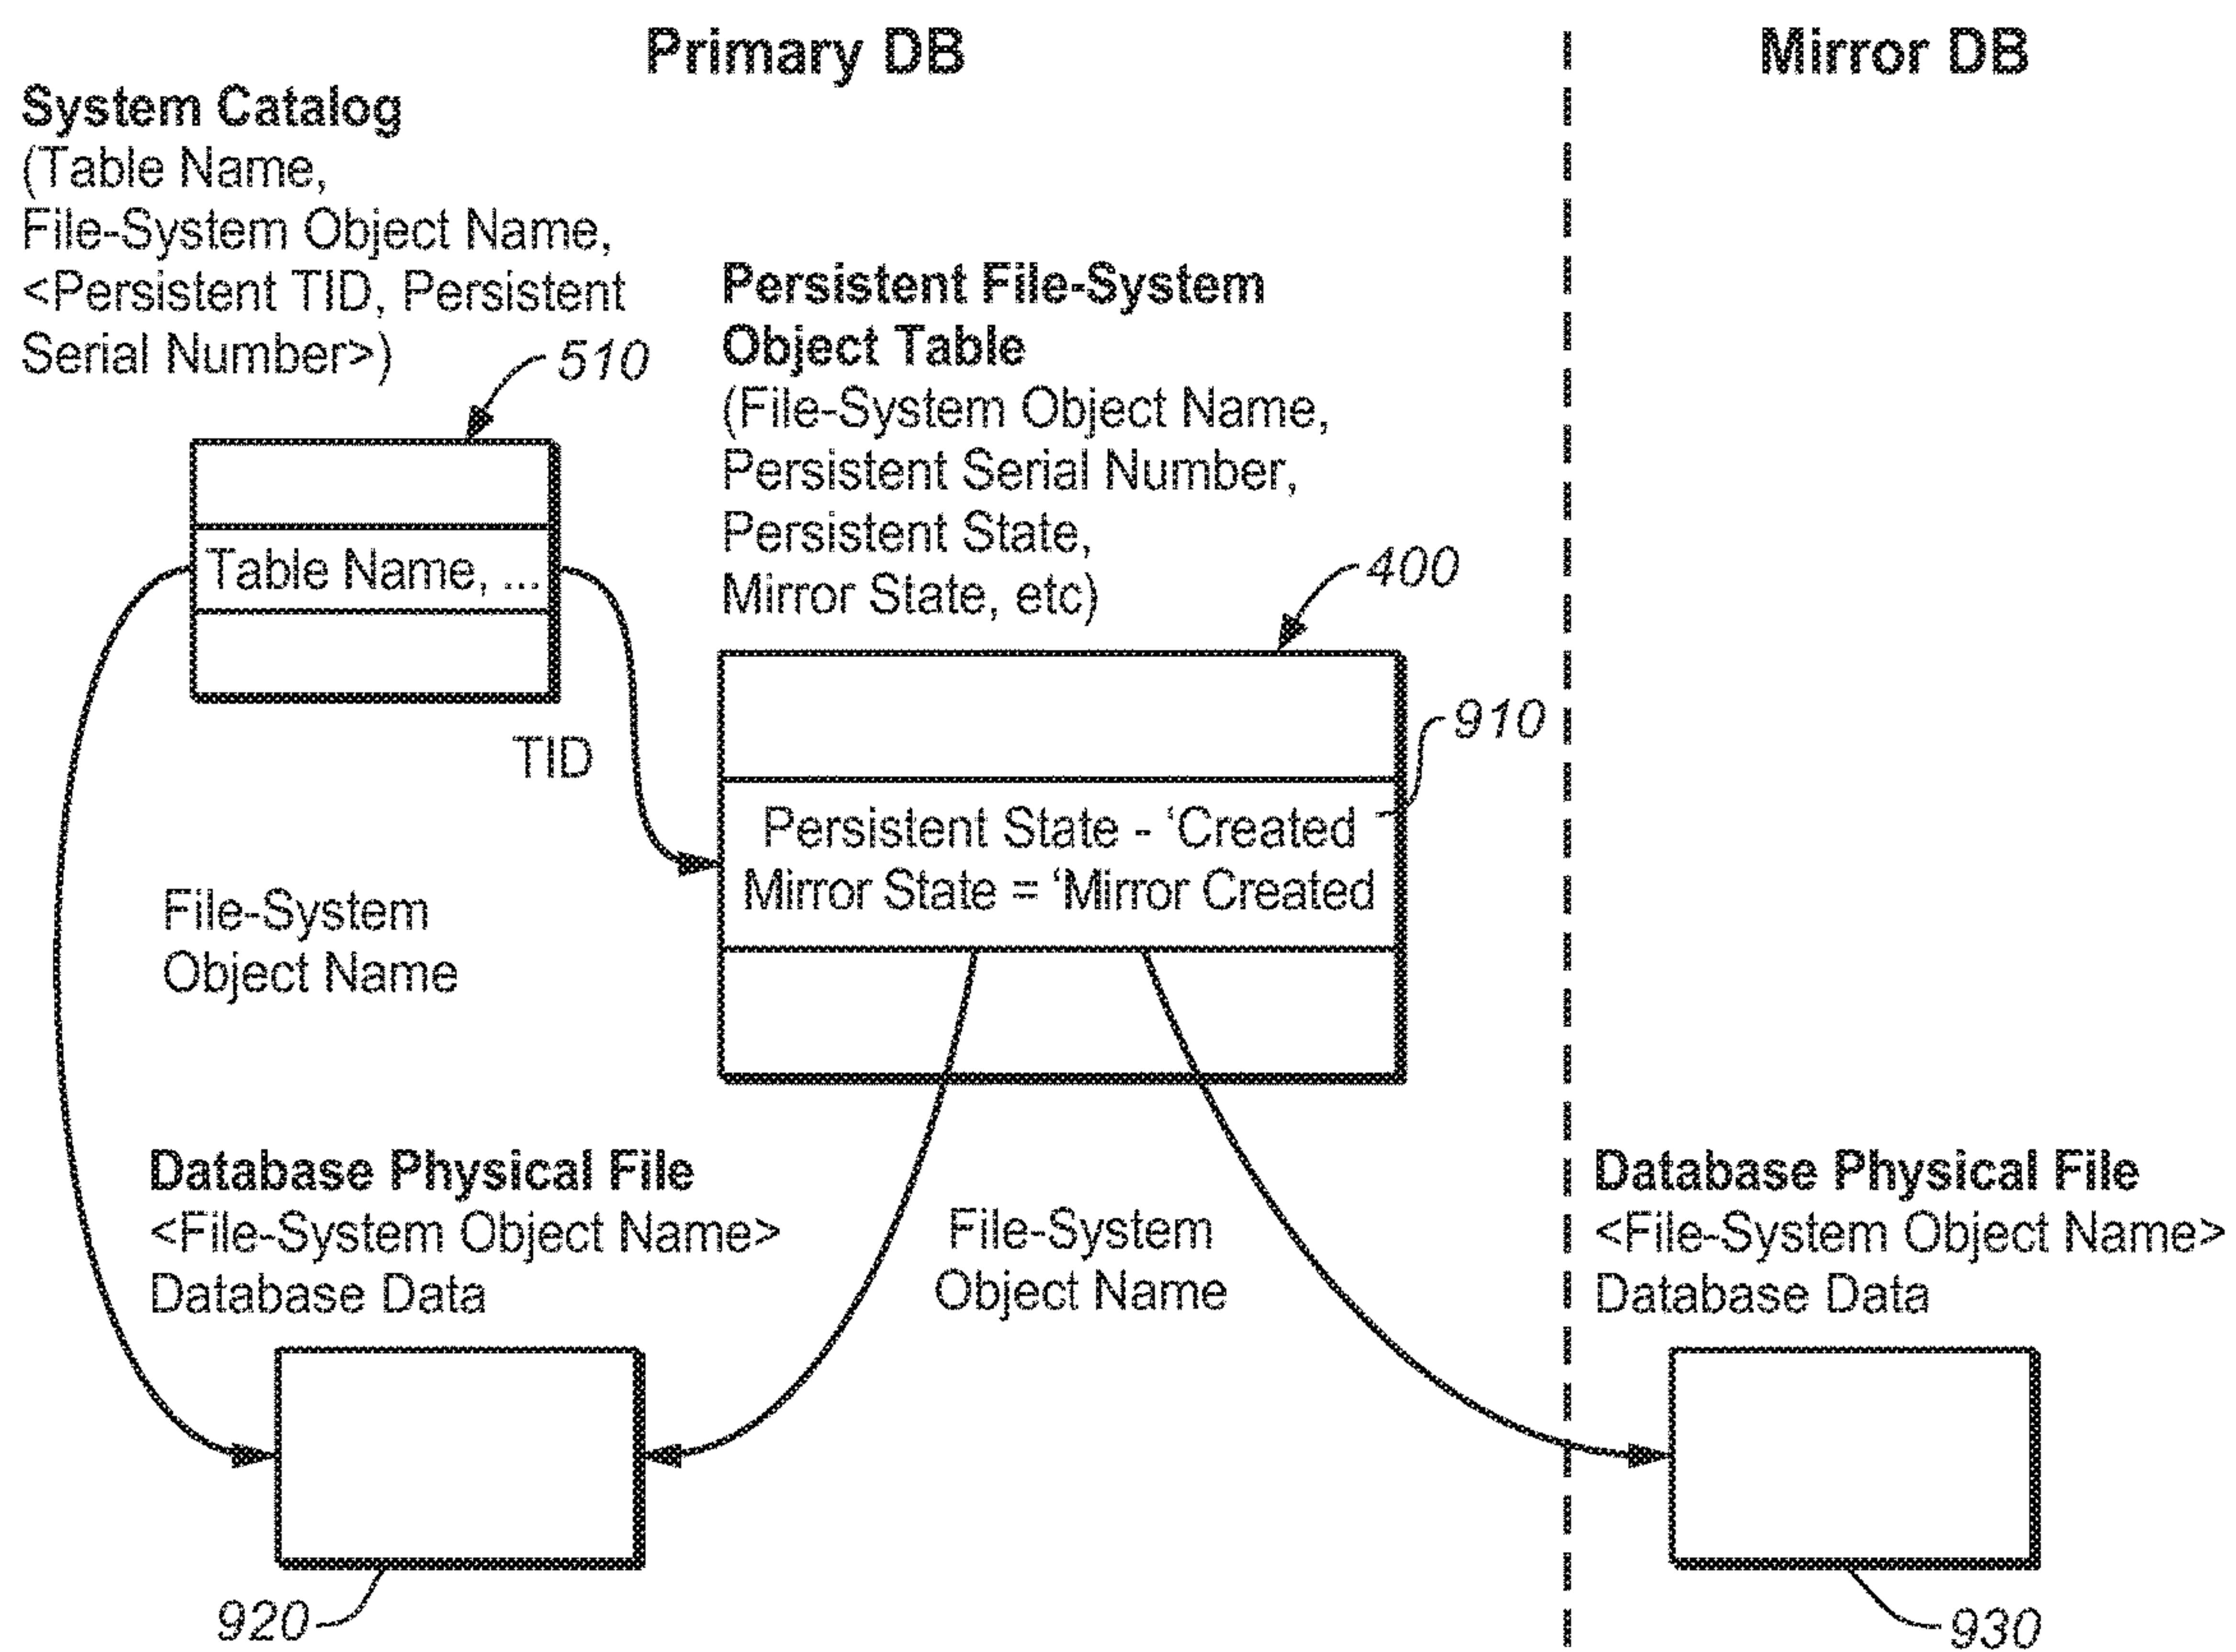 Primary DB
Mirror DB
System Catalog
(Table Name,
File-System Object Name,
<Persistent TID, Persistent
Serial Number>)
510
Table Name, ...
TID
Persistent File-System
Object Table
(File-System Object Name,
Persistent Serial Number,
Persistent State,
Mirror State, etc)
400
910
Persistent State - ‘Created
Mirror State = ‘Mirror Created
File-System
Object Name
Database Physical File
<File-System Object Name>
Database Data
920
File-System
Object Name
Database Physical File
<File-System Object Name>
Database Data
930